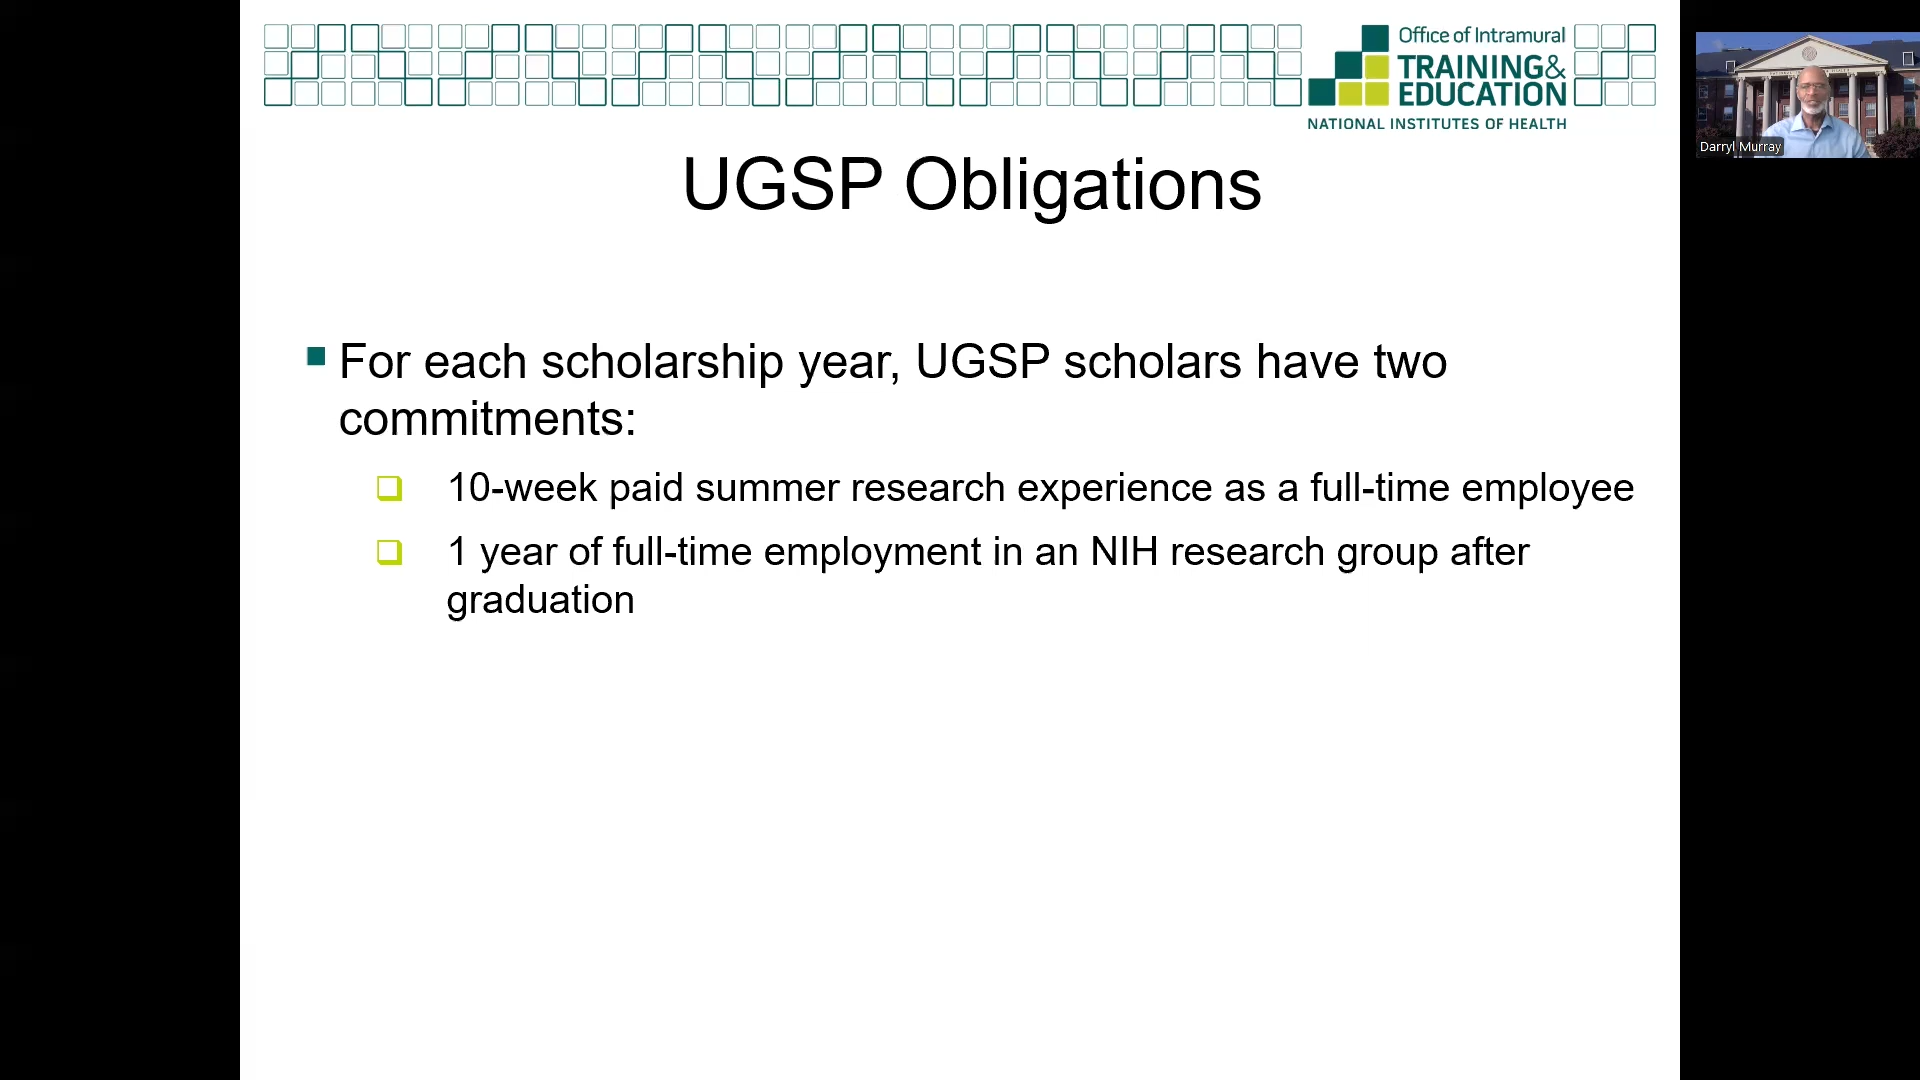 Office of Intramural
TRAINING&
EDUCATION
NATIONAL INSTITUTES OF HEALTH
Darryl Murray
UGSP Obligations
For each scholarship year, UGSP scholars have two
commitments:
10-week paid summer research experience as a full-time employee
1 year of full-time employment in an NIH research group after
graduation